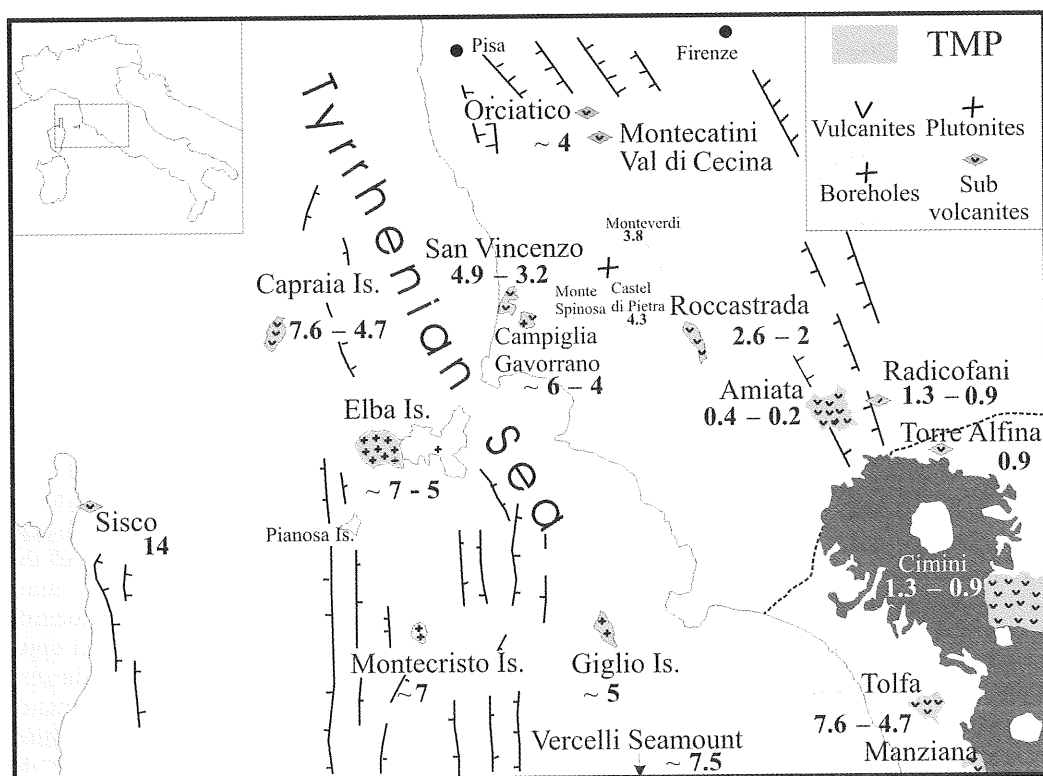 Pisa
Firenze
TMP
Vulcanites
Plutonites
Boreholes
Sub
volcanites
Orciatico
~ 4
Montecatini
Val di Cecina
Tyrrhenian Sea
Monteverdi
3.8
San Vincenzo
4.9 – 3.2
Capraia Is.
7.6 – 4.7
Monte
Spinosa
Castel
di Pietra
4.3
Campiglia
Gavorrano
~ 6 – 4
Roccastrada
2.6 – 2
Amiata
0.4 – 0.2
Radicofani
1.3 – 0.9
Torre Alfina
0.9
Elba Is.
~ 7 - 5
Pianosa Is.
Sisco
14
Cimini
1.3 – 0.9
Montecristo Is.
~7
Giglio Is.
~ 5
Tolfa
7.6 – 4.7
Manziana
Vercelli Seamount
~ 7.5